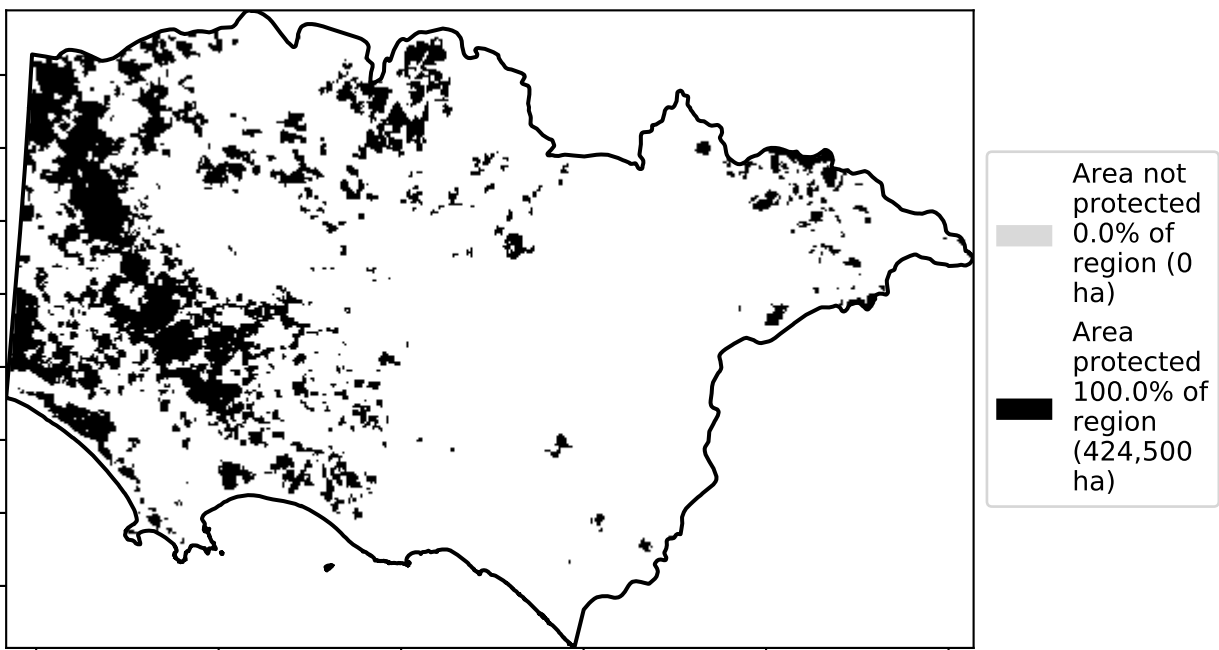 Area not
protected
0.0% of
region (0
ha)
Area
protected
100.0% of
region
(424,500
ha)